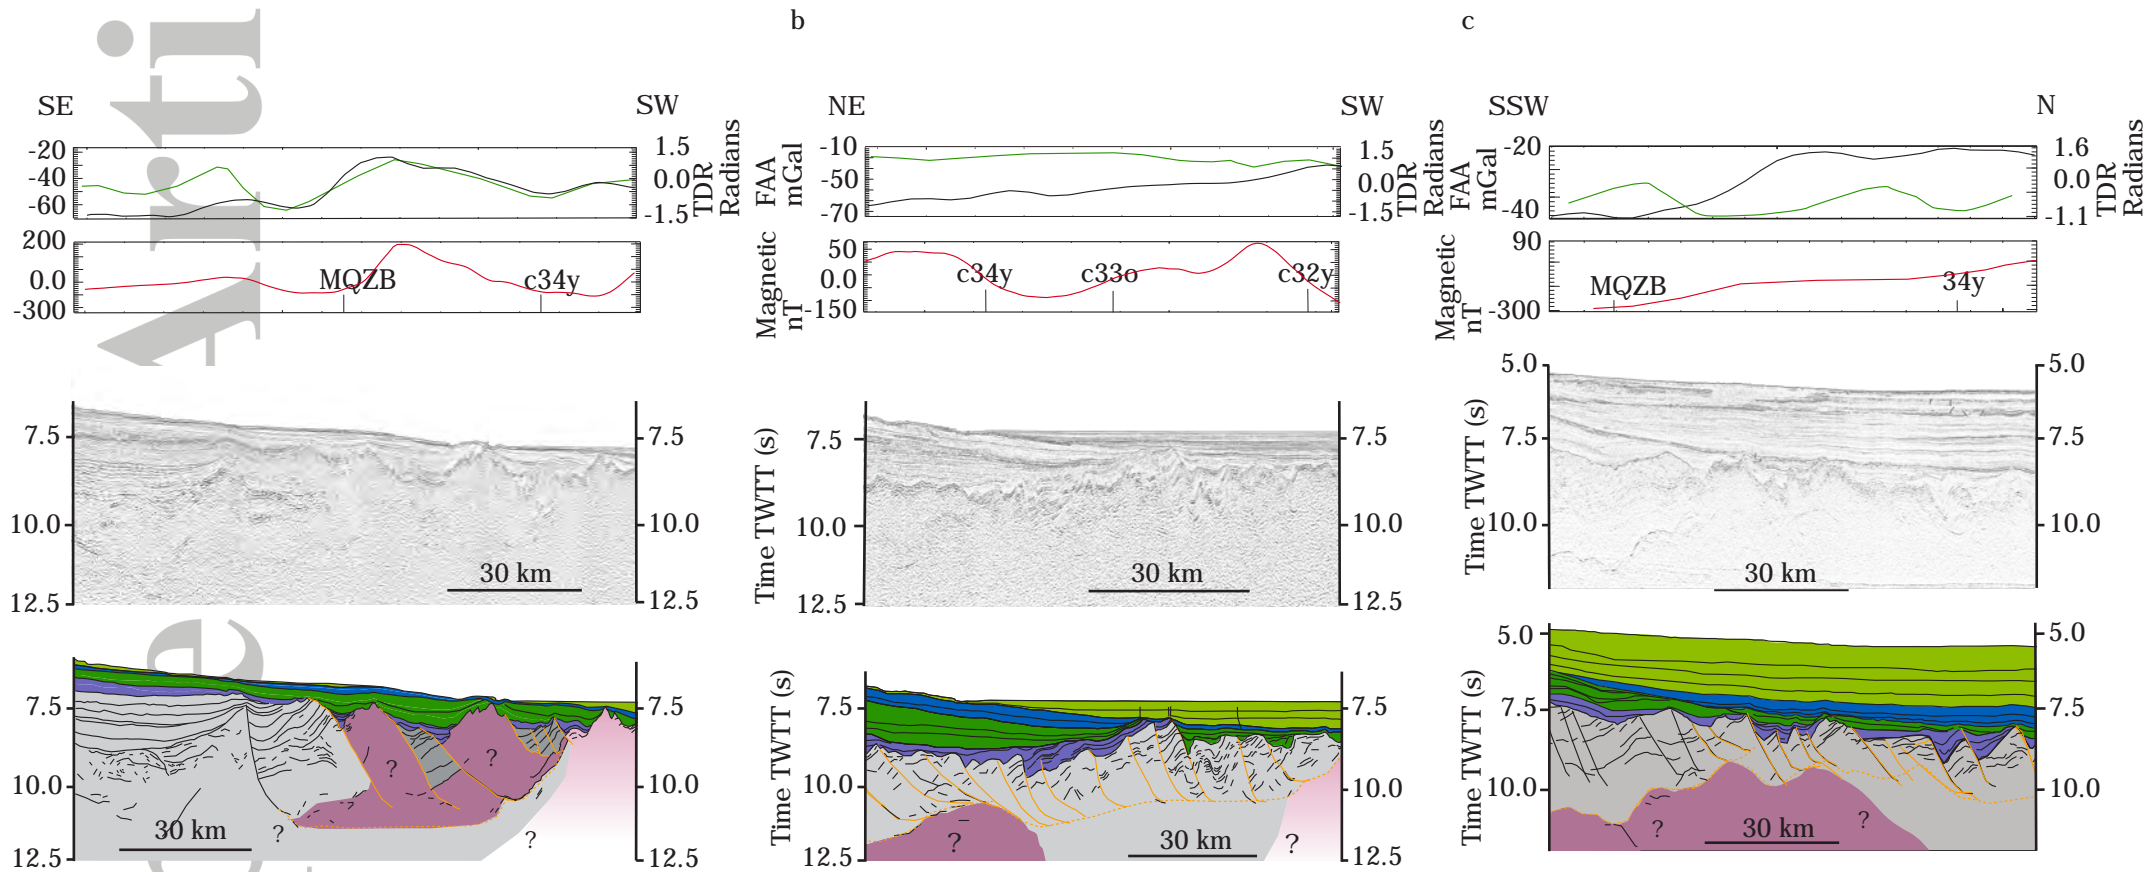 b
c
SE
SW
-20
-40
-60
1.5
0.0
-1.5
TDR
Radians
200
0.0
-300
MQZB
c34y
7.5
10.0
12.5
7.5
10.0
12.5
30 km
7.5
10.0
12.5
7.5
10.0
12.5
30 km
?
?
?
?
NE
SW
FAA
mGal
-10
-50
-70
1.5
0.0
-1.5
TDR
Radians
Magnetic
nT
50
0.0
-150
c34y
c33o
c32y
Time TWTT (s)
7.5
10.0
12.5
7.5
10.0
12.5
30 km
Time TWTT (s)
7.5
10.0
12.5
7.5
10.0
12.5
30 km
?
?
SSW
N
FAA
mGal
-20
-40
1.6
0.0
-1.1
TDR
Radians
Magnetic
nT
90
-300
MQZB
34y
Time TWTT (s)
5.0
7.5
10.0
5.0
7.5
10.0
30 km
Time TWTT (s)
5.0
7.5
10.0
5.0
7.5
10.0
30 km
?
?
Arti
e